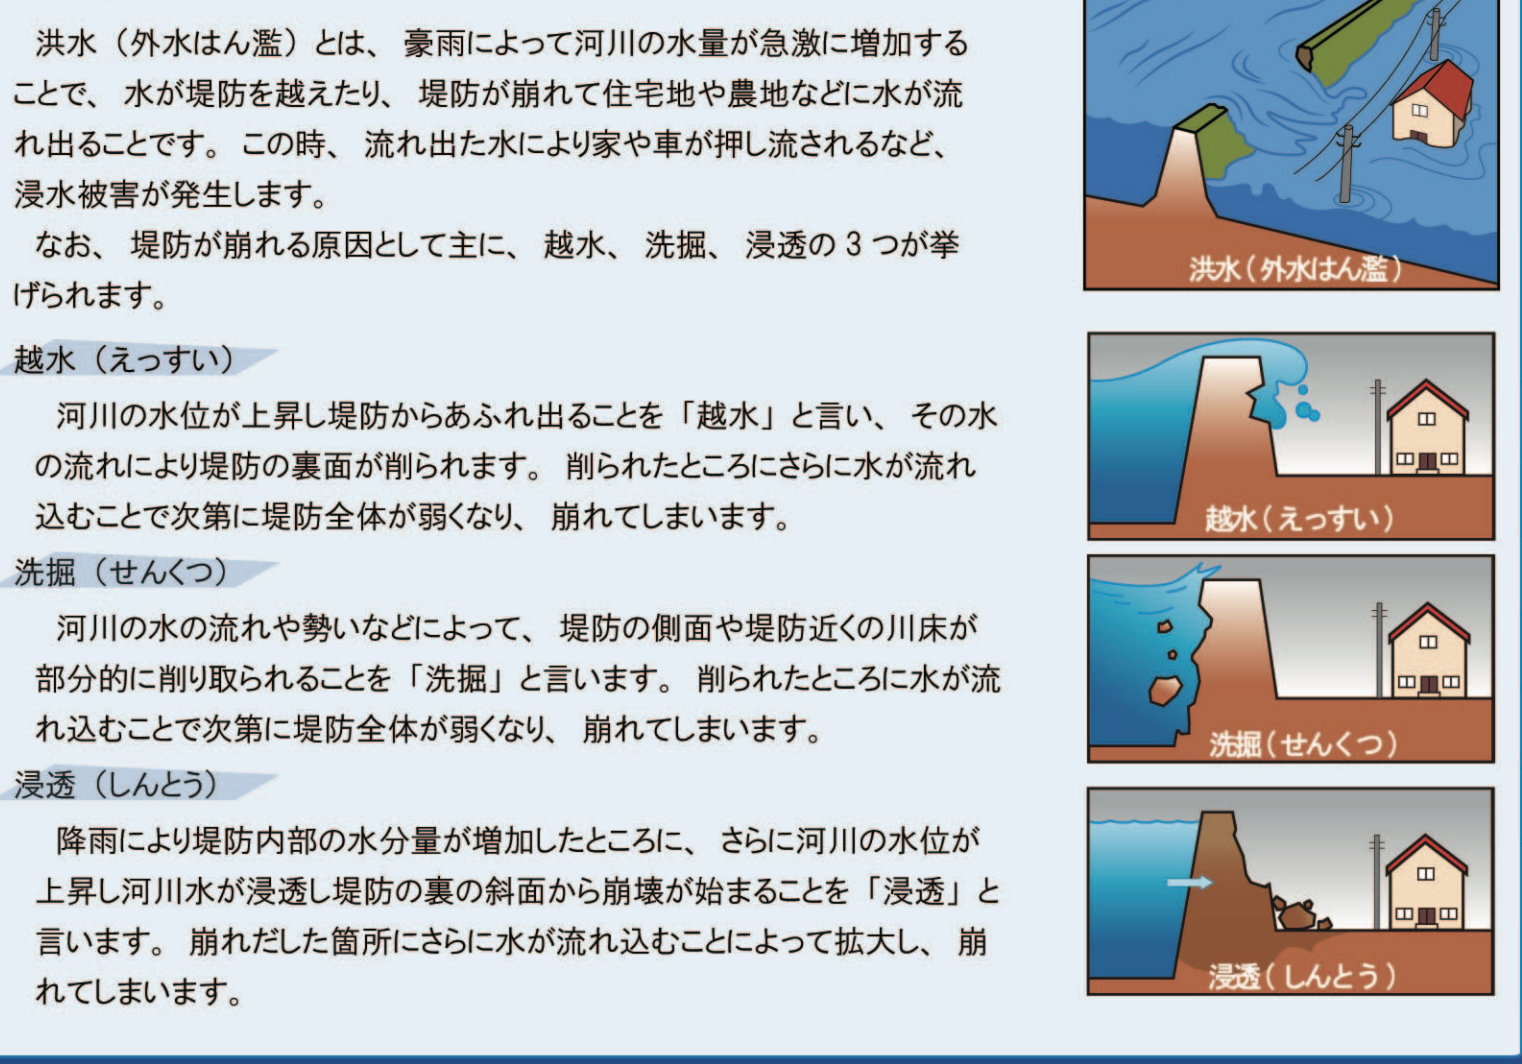 洪水（外水はん濫）とは、豪雨によって河川の水量が急激に増加する
ことで、水が堤防を越えたり、堤防が崩れて住宅地や農地などに水が流
れ出ることです。この時、流れ出た水により家や車が押し流されるなど、
浸水被害が発生します。
なお、堤防が崩れる原因として主に、越水、洗掘、浸透の3つが挙
げられます。
洪水（外水はん濫）
越水（えっすい）
河川の水位が上昇し堤防からあふれ出ることを「越水」と言い、その水
の流れにより堤防の裏面が削られます。削られたところにさらに水が流れ
込むことで次第に堤防全体が弱くなり、崩れてしまいます。
越水（えっすい）
洗掘（せんくつ）
河川の水の流れや勢いなどによって、堤防の側面や堤防近くの川床が
部分的に削り取られることを「洗掘」と言います。削られたところに水が流
れ込むことで次第に堤防全体が弱くなり、崩れてしまいます。
洗掘（せんくつ）
浸透（しんとう）
降雨により堤防内部の水分量が増加したところに、さらに河川の水位が
上昇し河川水が浸透し堤防の裏の斜面から崩壊が始まることを「浸透」と
言います。崩れだした箇所にさらに水が流れ込むことによって拡大し、崩
れてしまいます。
浸透（しんとう）